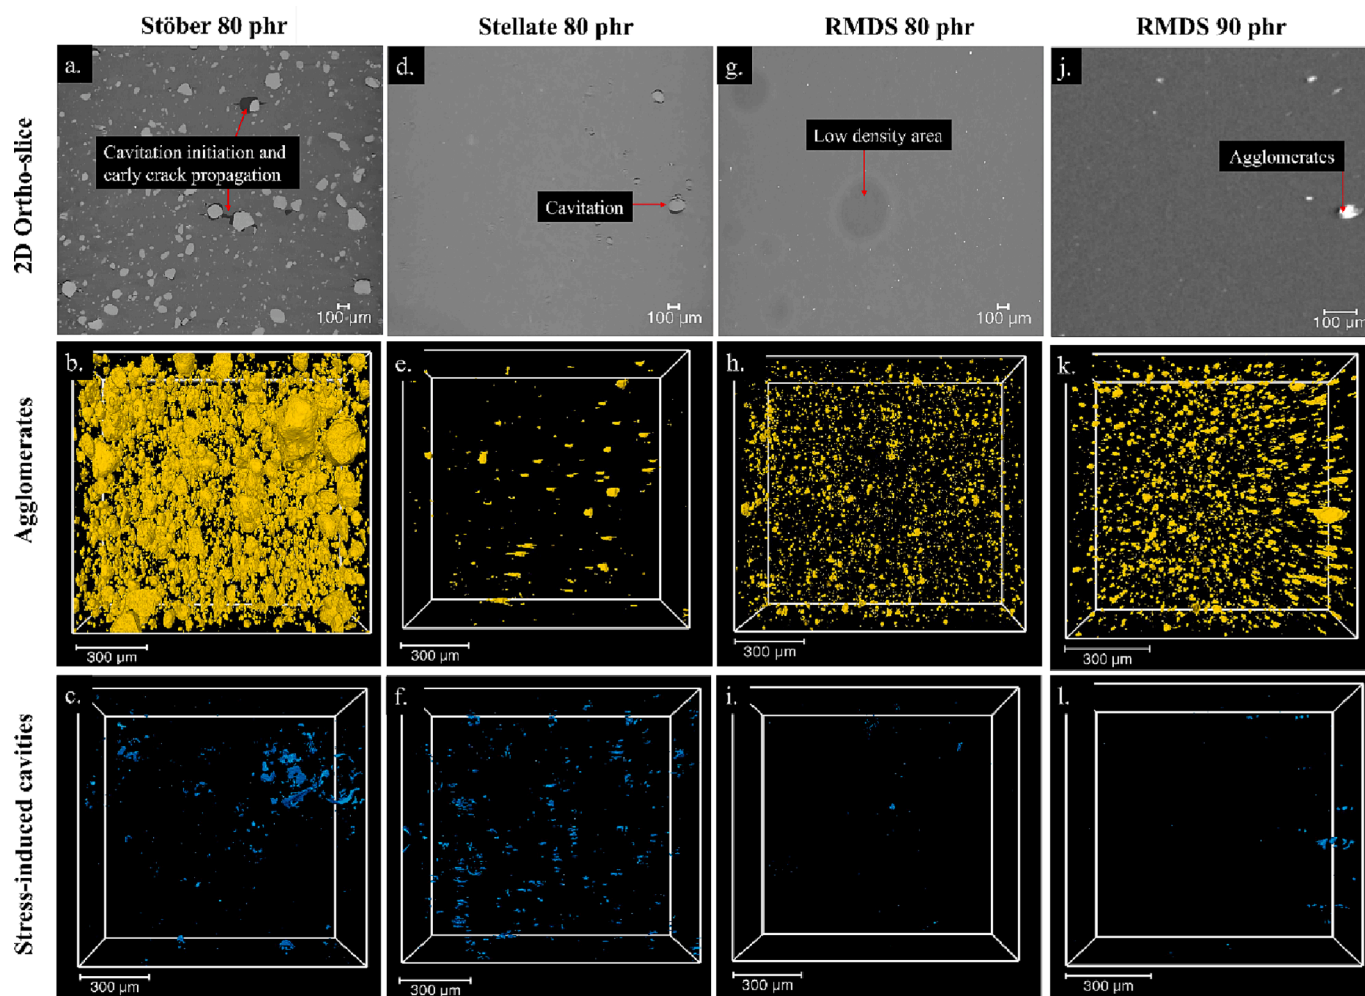 Stöber 80 phr
Stellate 80 phr
RMDS 80 phr
RMDS 90 phr
2D Ortho-slice
a.
Cavitation initiation and
early crack propagation
100 µm
d.
Cavitation
100 µm
g.
Low density area
100 µm
j.
Agglomerates
100 µm
Agglomerates
b.
300 µm
e.
300 µm
h.
300 µm
k.
300 µm
Stress-induced cavities
c.
300 µm
f.
300 µm
i.
300 µm
l.
300 µm